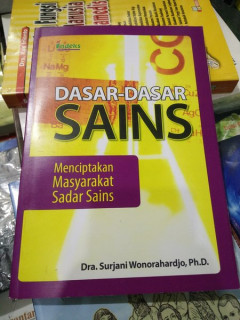 DASAR-DASAR
SAINS
Menciptakan
Masyarakat
Sadar Sains
Dra. Surjani Wonorahardjo, Ph.D.